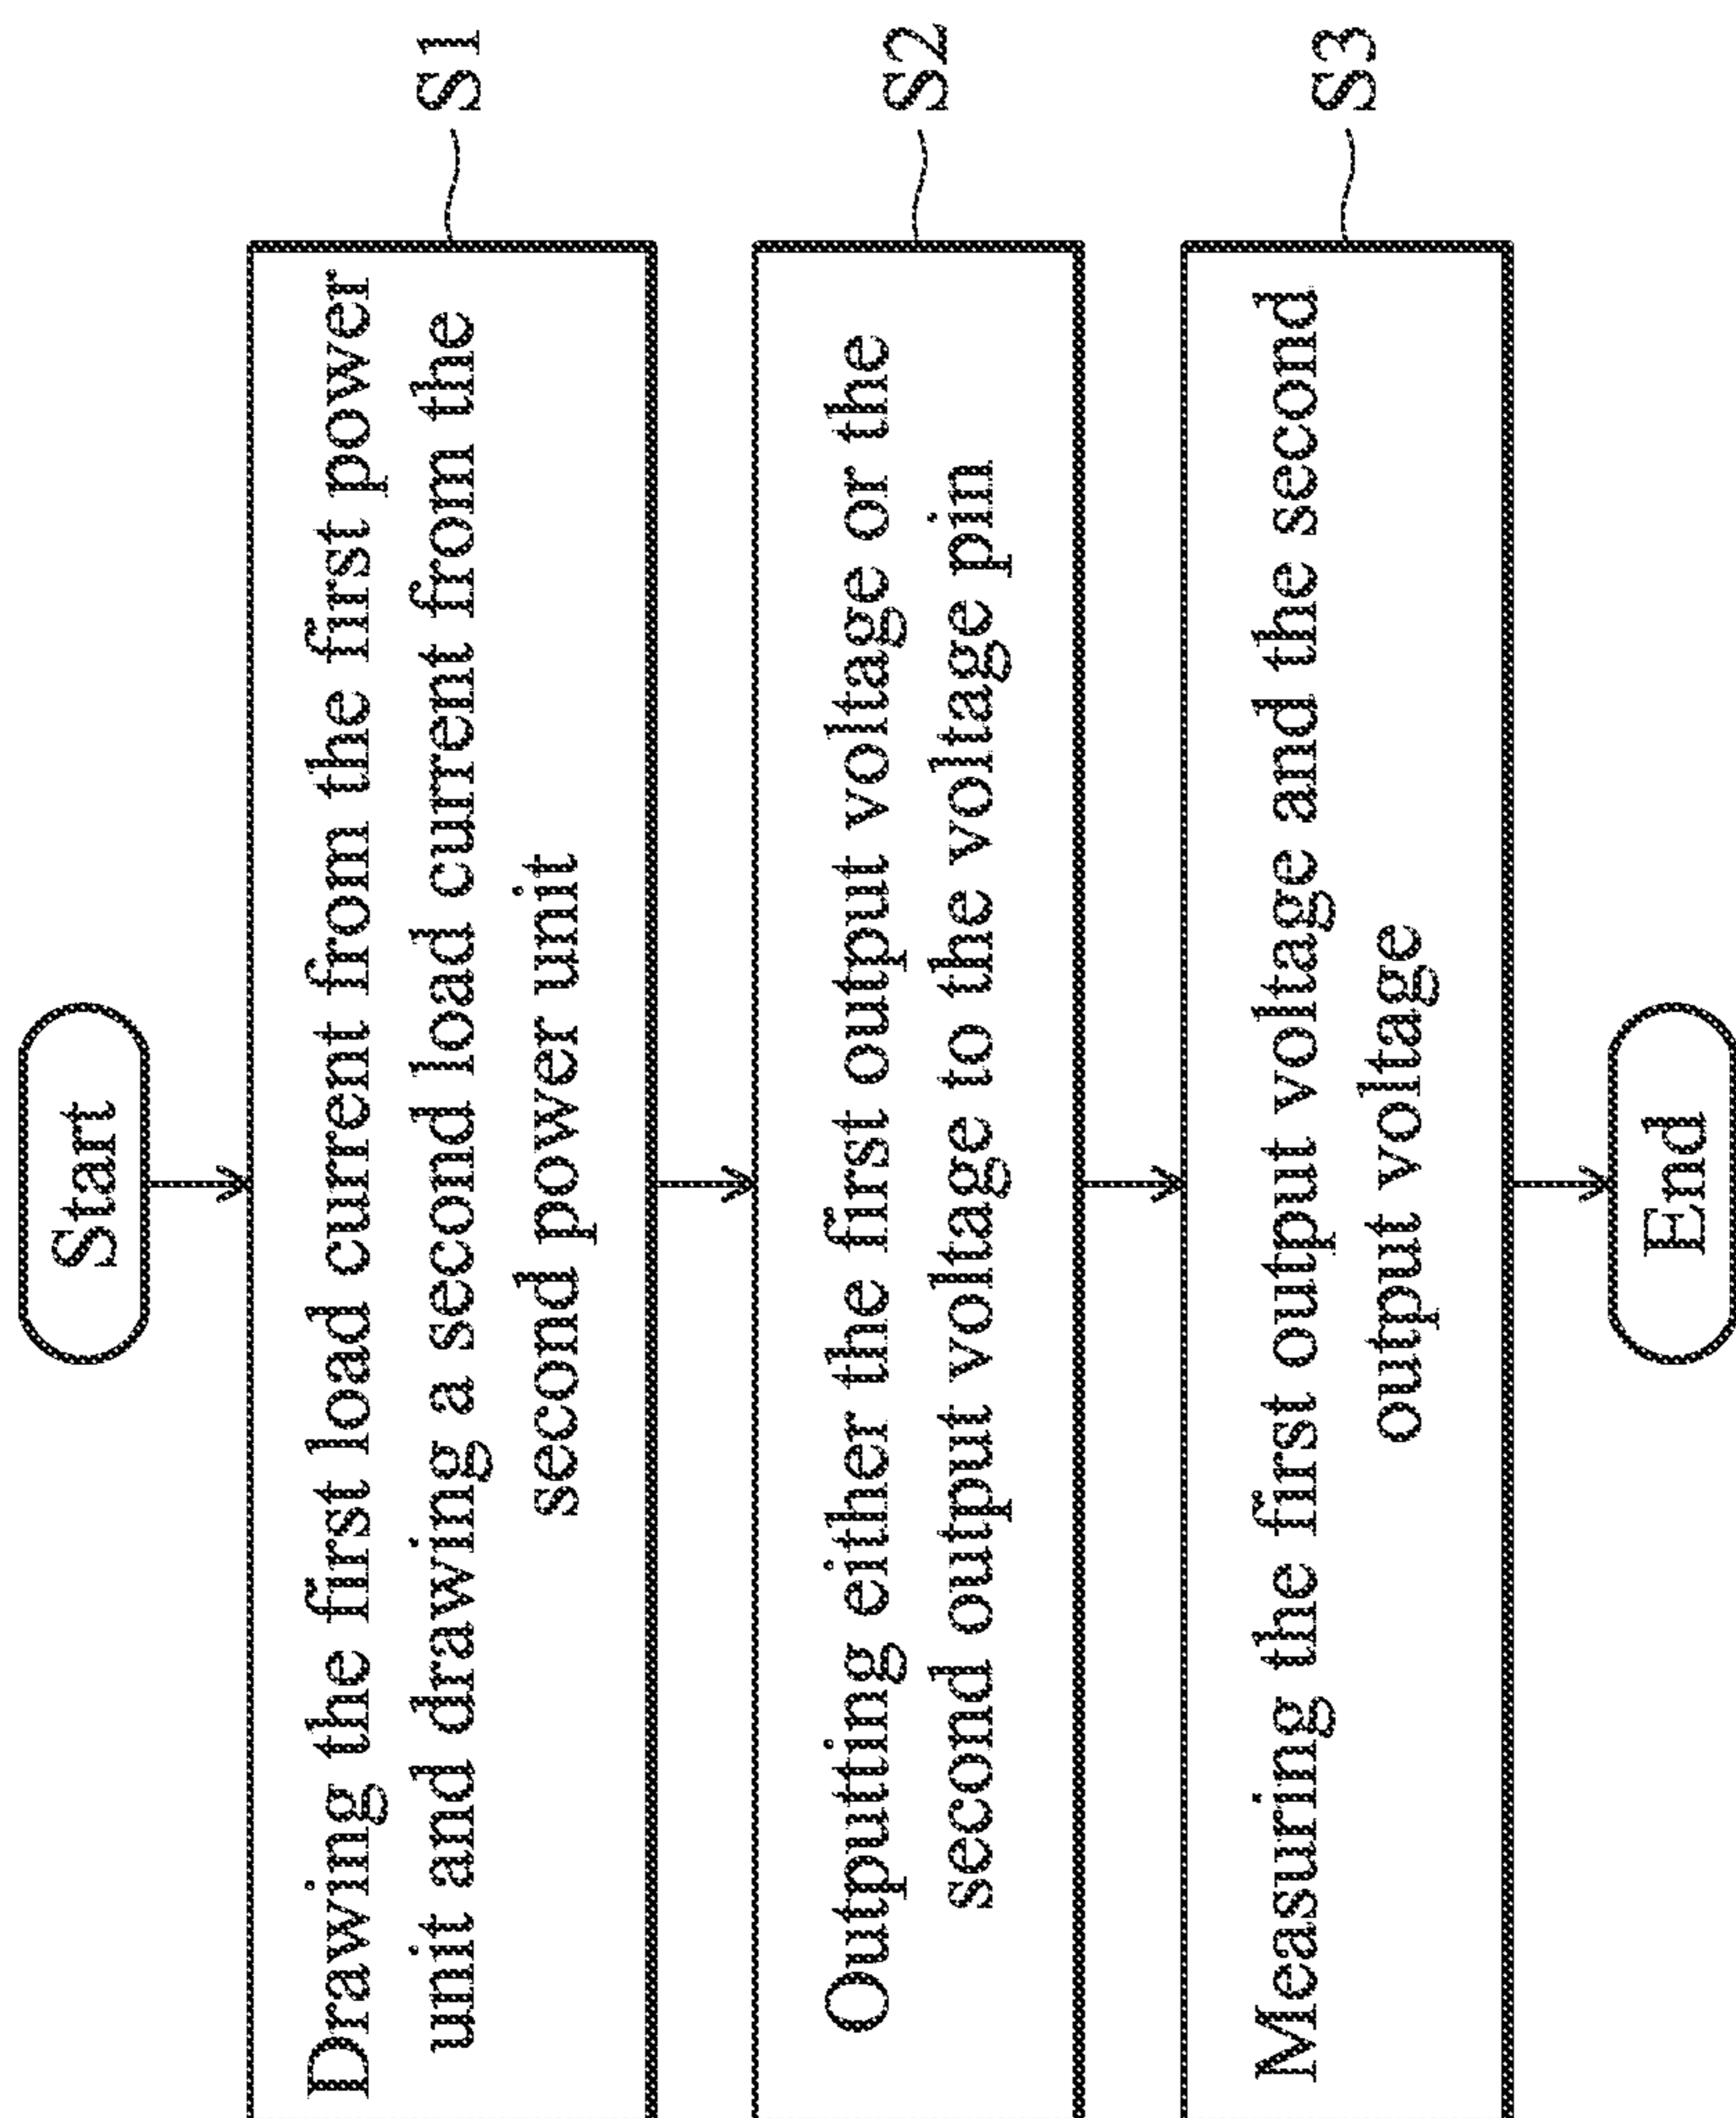 Start
Drawing the first load current from the first power
unit and drawing a second load current from the
second power unit
S1
Outputting either the first output voltage or the
second output voltage to the voltage pin
S2
Measuring the first output voltage and the second
output voltage
S3
End